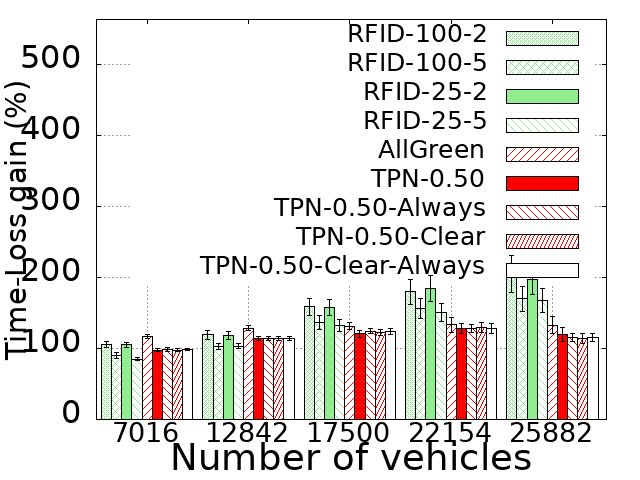 RFID-100-2
RFID-100-5
RFID-25-2
RFID-25-5
AllGreen
TPN-0.50
TPN-0.50-Always
TPN-0.50-Clear
TPN-0.50-Clear-Always
Time-Loss gain (%)
500
400
300
200
100
0
7016 12842 17500 22154 25882
Number of vehicles